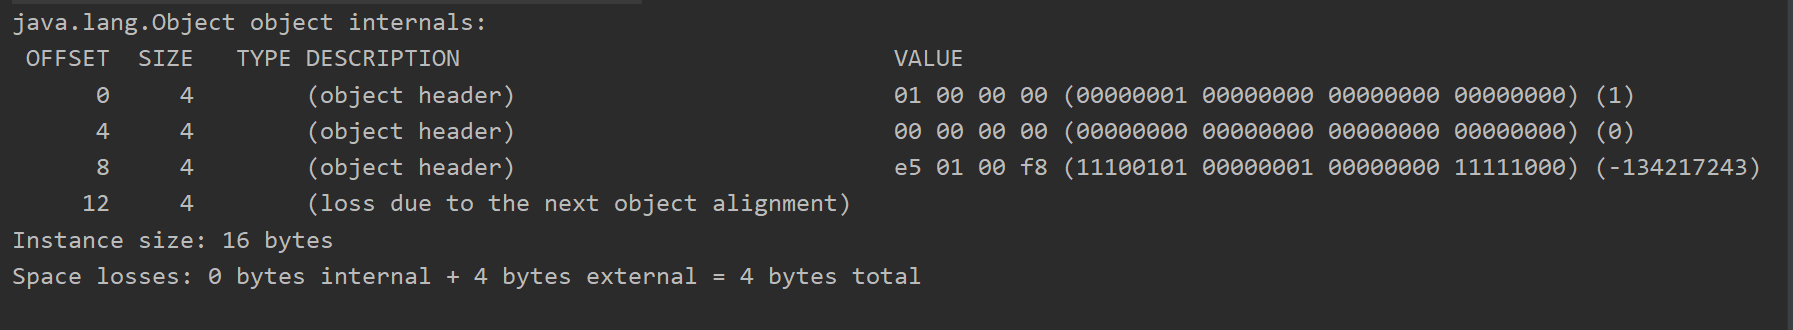 java.lang.Object object internals:
 OFFSET  SIZE   TYPE DESCRIPTION                               VALUE
      0     4        (object header)                           01 00 00 00 (00000001 00000000 00000000 00000000) (1)
      4     4        (object header)                           00 00 00 00 (00000000 00000000 00000000 00000000) (0)
      8     4        (object header)                           e5 01 00 f8 (11100101 00000001 00000000 11111000) (-134217243)
     12     4        (loss due to the next object alignment)
Instance size: 16 bytes
Space losses: 0 bytes internal + 4 bytes external = 4 bytes total